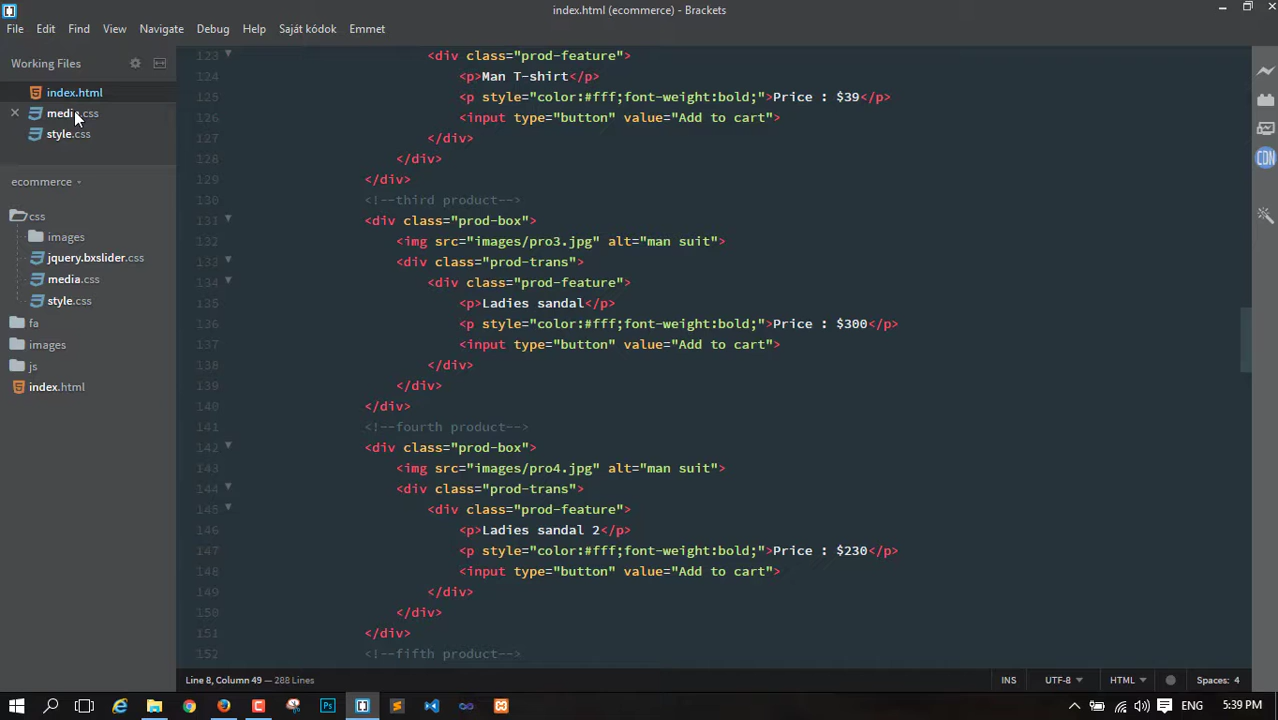 index.html (ecommerce) - Brackets
File Edit Find View Navigate Debug Help Saját kódok Emmet
Working Files
index.html
media.css
style.css
ecommerce
css
images
jquery.bxslider.css
media.css
style.css
fa
images
js
index.html
123 <div class="prod-feature">
124 <p>Man T-shirt</p>
125 <p style="color:#fff;font-weight:bold;">Price : $39</p>
126 <input type="button" value="Add to cart">
127 </div>
128 </div>
129 </div>
130 <!--third product-->
131 <div class="prod-box">
132 <img src="images/pro3.jpg" alt="man suit">
133 <div class="prod-trans">
134 <div class="prod-feature">
135 <p>Ladies sandal</p>
136 <p style="color:#fff;font-weight:bold;">Price : $300</p>
137 <input type="button" value="Add to cart">
138 </div>
139 </div>
140 </div>
141 <!--fourth product-->
142 <div class="prod-box">
143 <img src="images/pro4.jpg" alt="man suit">
144 <div class="prod-trans">
145 <div class="prod-feature">
146 <p>Ladies sandal 2</p>
147 <p style="color:#fff;font-weight:bold;">Price : $230</p>
148 <input type="button" value="Add to cart">
149 </div>
150 </div>
151 </div>
152 <!--fifth product-->
CDN
Line 8, Column 49 — 288 Lines
INS UTF-8 HTML Spaces: 4
Ps
ENG 5:39 PM